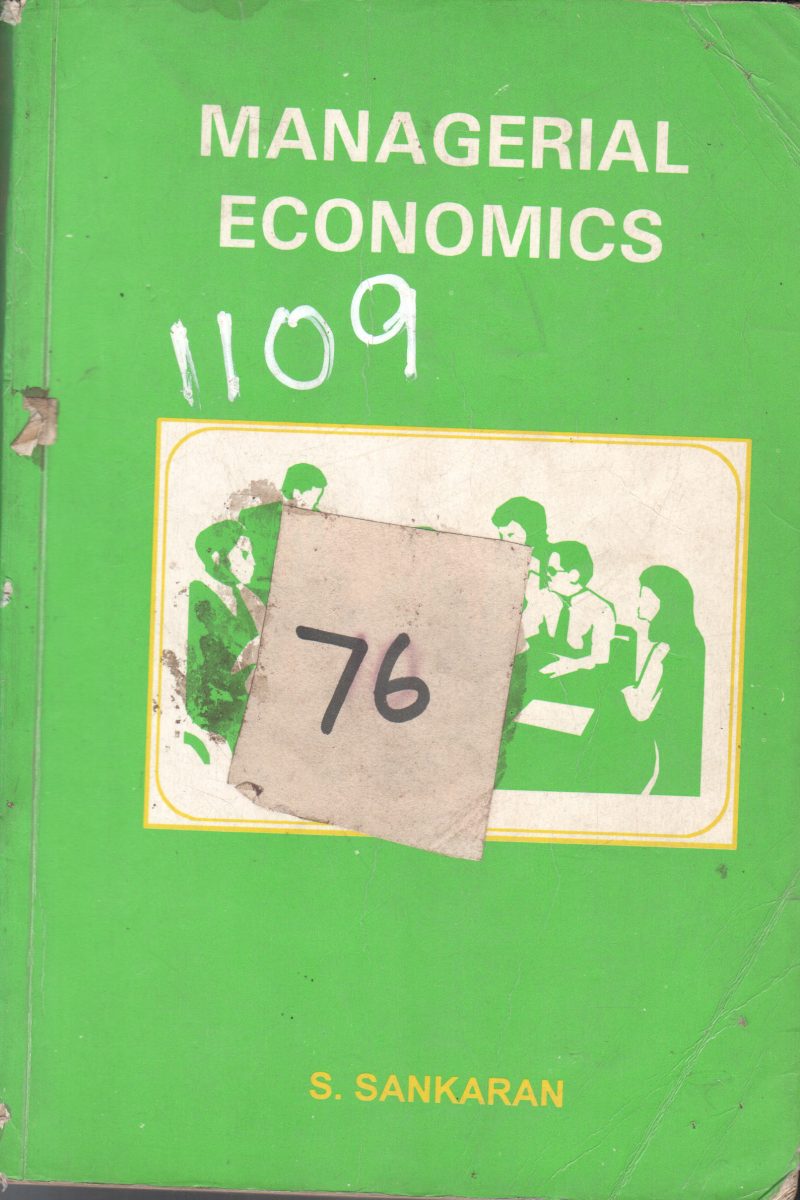 MANAGERIAL
ECONOMICS
1109
76
S. SANKARAN